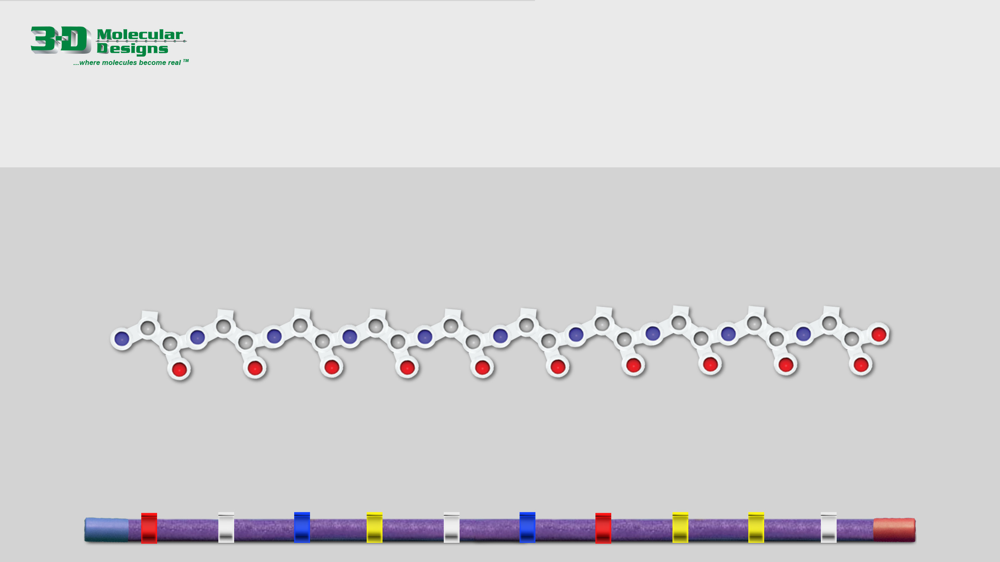 3-D Molecular
Designs
...where molecules become real ™